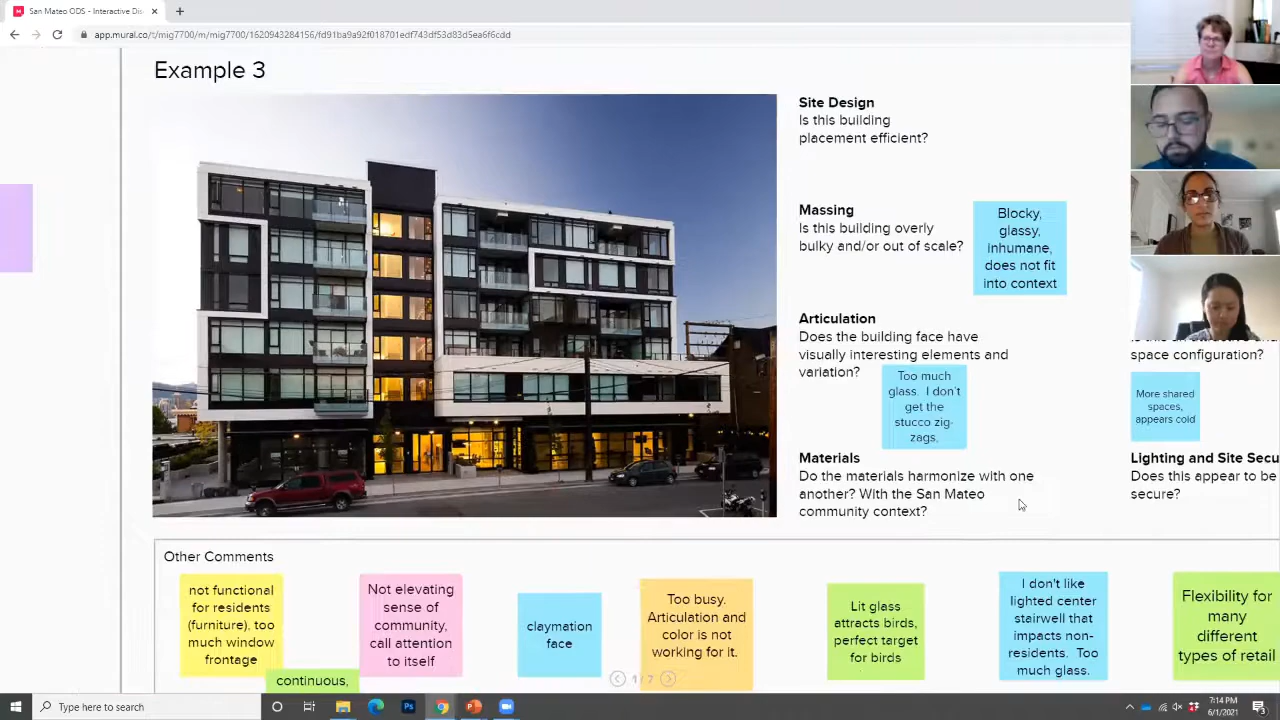 San Mateo ODS - Interactive Dis
app.mural.co/t/mig7700/m/mig7700/1620943284156/fd91ba9a92f018701edf743df53d83d5ea6f6cdd
Example 3
Site Design
Is this building
placement efficient?
Massing
Is this building overly
bulky and/or out of scale?
Blocky,
glassy,
inhumane,
does not fit
into context
Articulation
Does the building face have
visually interesting elements and
variation?
Too much
glass. I don't
get the
stucco zig-
zags,
space configuration?
More shared
spaces,
appears cold
Materials
Do the materials harmonize with one
another? With the San Mateo
community context?
Lighting and Site Secu
Does this appear to be
secure?
Other Comments
not functional
for residents
(furniture), too
much window
frontage
continuous,
Not elevating
sense of
community,
call attention
to itself
claymation
face
Too busy.
Articulation and
color is not
working for it.
Lit glass
attracts birds,
perfect target
for birds
I don't like
lighted center
stairwell that
impacts non-
residents. Too
much glass.
Flexibility for
many
different
types of retail
Type here to search
7:14 PM
6/1/2021